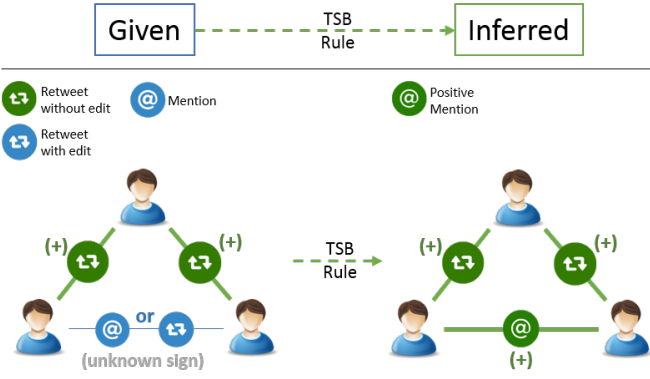 Given
TSB
Rule
Inferred
Retweet
without edit
@
Mention
@
Positive
Mention
Retweet
with edit
(+)
(+)
TSB
Rule
(+)
(+)
@
or
(unknown sign)
@
(+)